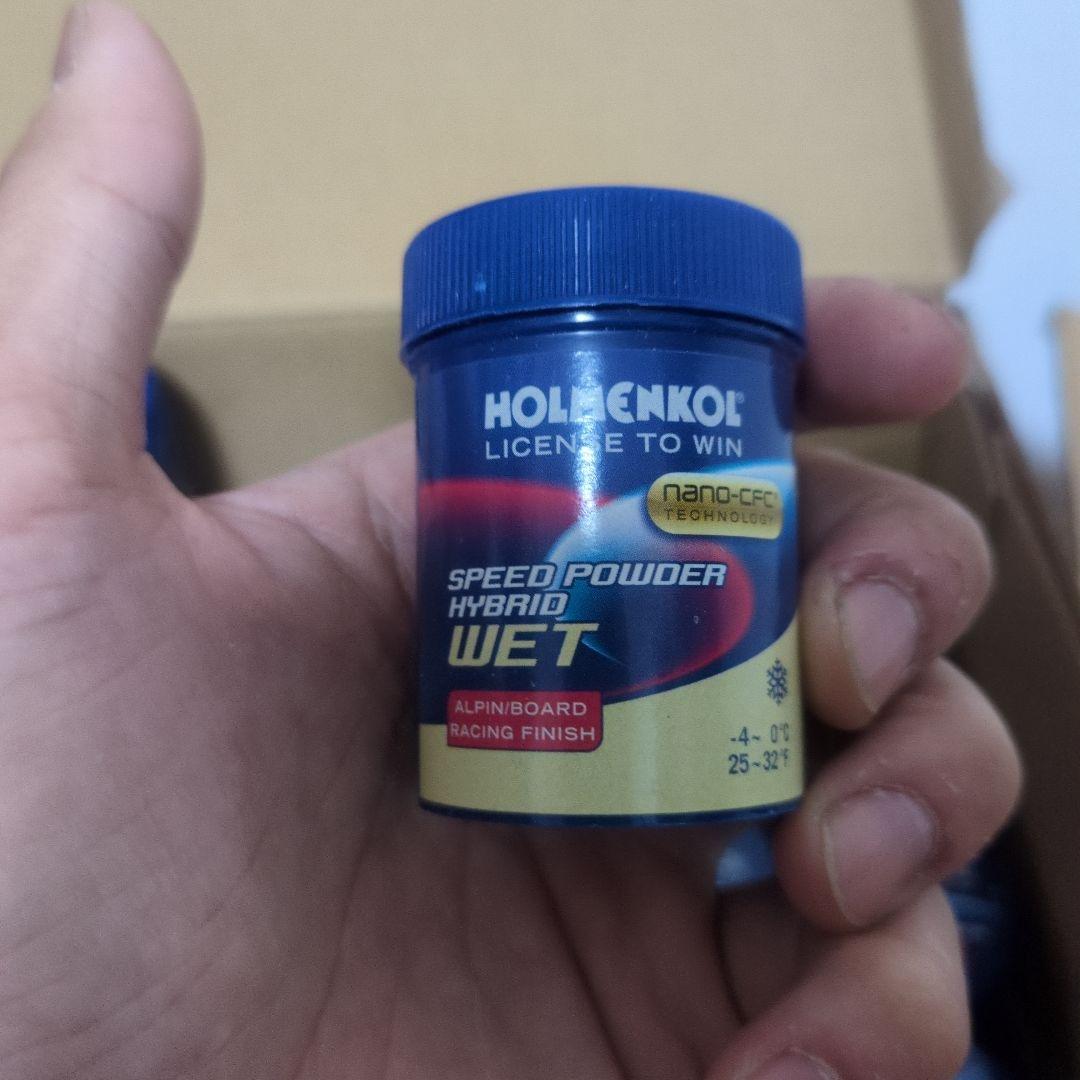 HOLMENKOL®
LICENSE TO WIN
nano-CFC®
TECHNOLOGY
SPEED POWDER
HYBRID
WET
ALPIN/BOARD
RACING FINISH
-4~ 0°C
25~32°F